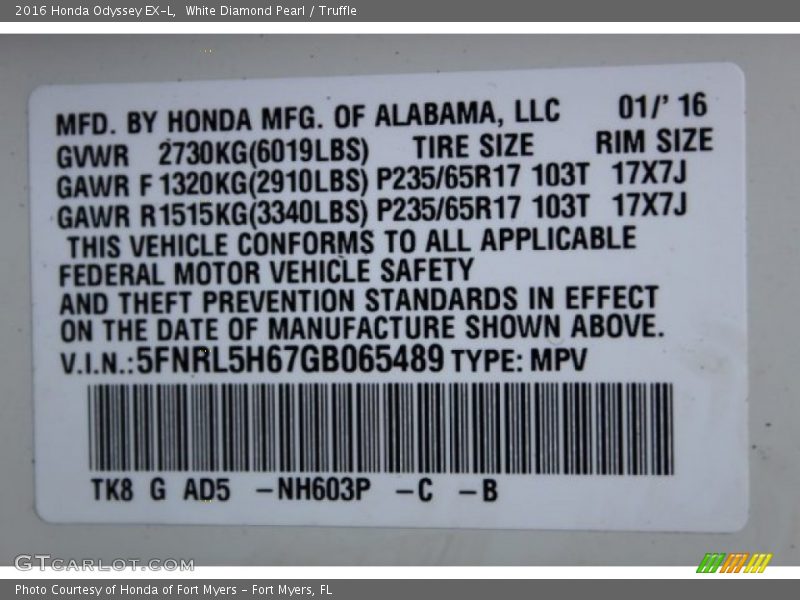 2016 Honda Odyssey EX-L, White Diamond Pearl / Truffle
MFD. BY HONDA MFG. OF ALABAMA, LLC 01/' 16
GVWR 2730KG(6019LBS) TIRE SIZE RIM SIZE
GAWR F 1320KG(2910LBS) P235/65R17 103T 17X7J
GAWR R 1515KG(3340LBS) P235/65R17 103T 17X7J
THIS VEHICLE CONFORMS TO ALL APPLICABLE
FEDERAL MOTOR VEHICLE SAFETY
AND THEFT PREVENTION STANDARDS IN EFFECT
ON THE DATE OF MANUFACTURE SHOWN ABOVE.
V.I.N.:5FNRL5H67GB065489 TYPE: MPV
TK8 G AD5 -NH603P -C -B
GTCARLOT.COM
Photo Courtesy of Honda of Fort Myers - Fort Myers, FL